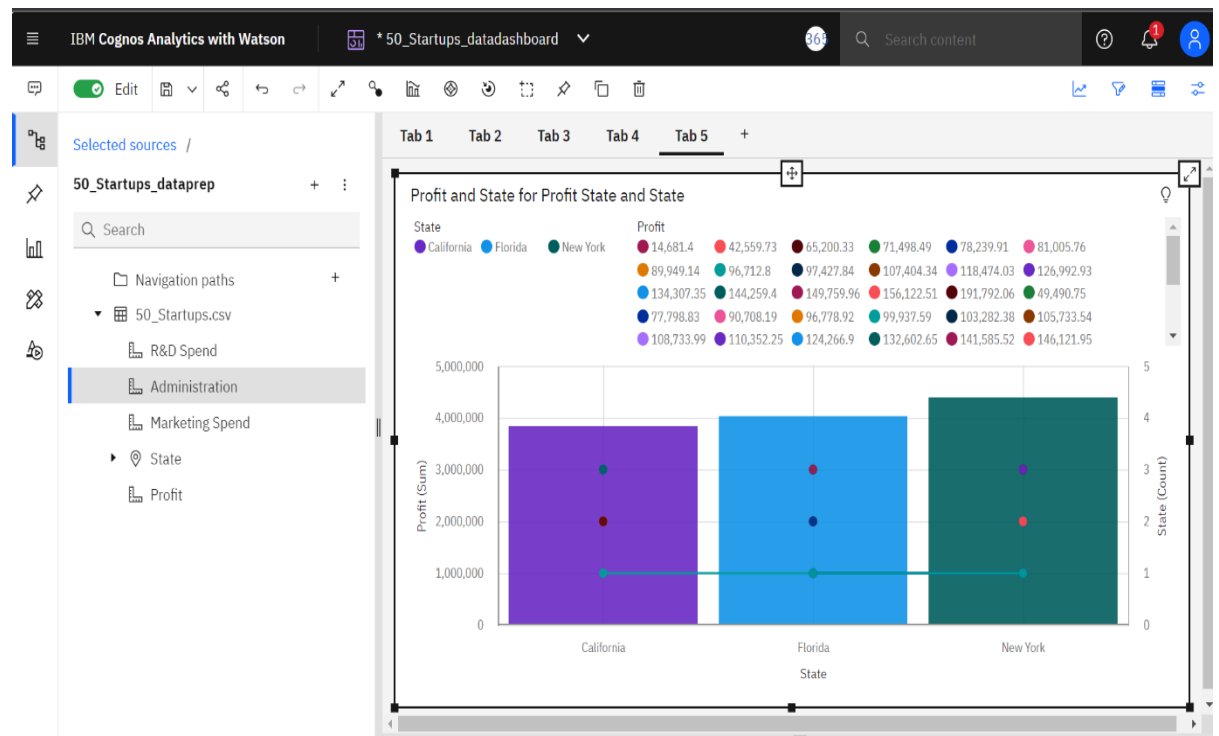 IBM Cognos Analytics with Watson
* 50_Startups_datadashboard
365
Search content
1
Edit
Selected sources /
50_Startups_dataprep
Search
Navigation paths
50_Startups.csv
R&D Spend
Administration
Marketing Spend
State
Profit
Tab 1 Tab 2 Tab 3 Tab 4 Tab 5
Profit and State for Profit State and State
State
California Florida New York
Profit
14,681.4 42,559.73 65,200.33 71,498.49 78,239.91 81,005.76
89,949.14 96,712.8 97,427.84 107,404.34 118,474.03 126,992.93
134,307.35 144,259.4 149,759.96 156,122.51 191,792.06 49,490.75
77,798.83 90,708.19 96,778.92 99,937.59 103,282.38 105,733.54
108,733.99 110,352.25 124,266.9 132,602.65 141,585.52 146,121.95
Profit (Sum)
5,000,000
4,000,000
3,000,000
2,000,000
1,000,000
0
5
4
3
2
1
0
State (Count)
California Florida New York
State